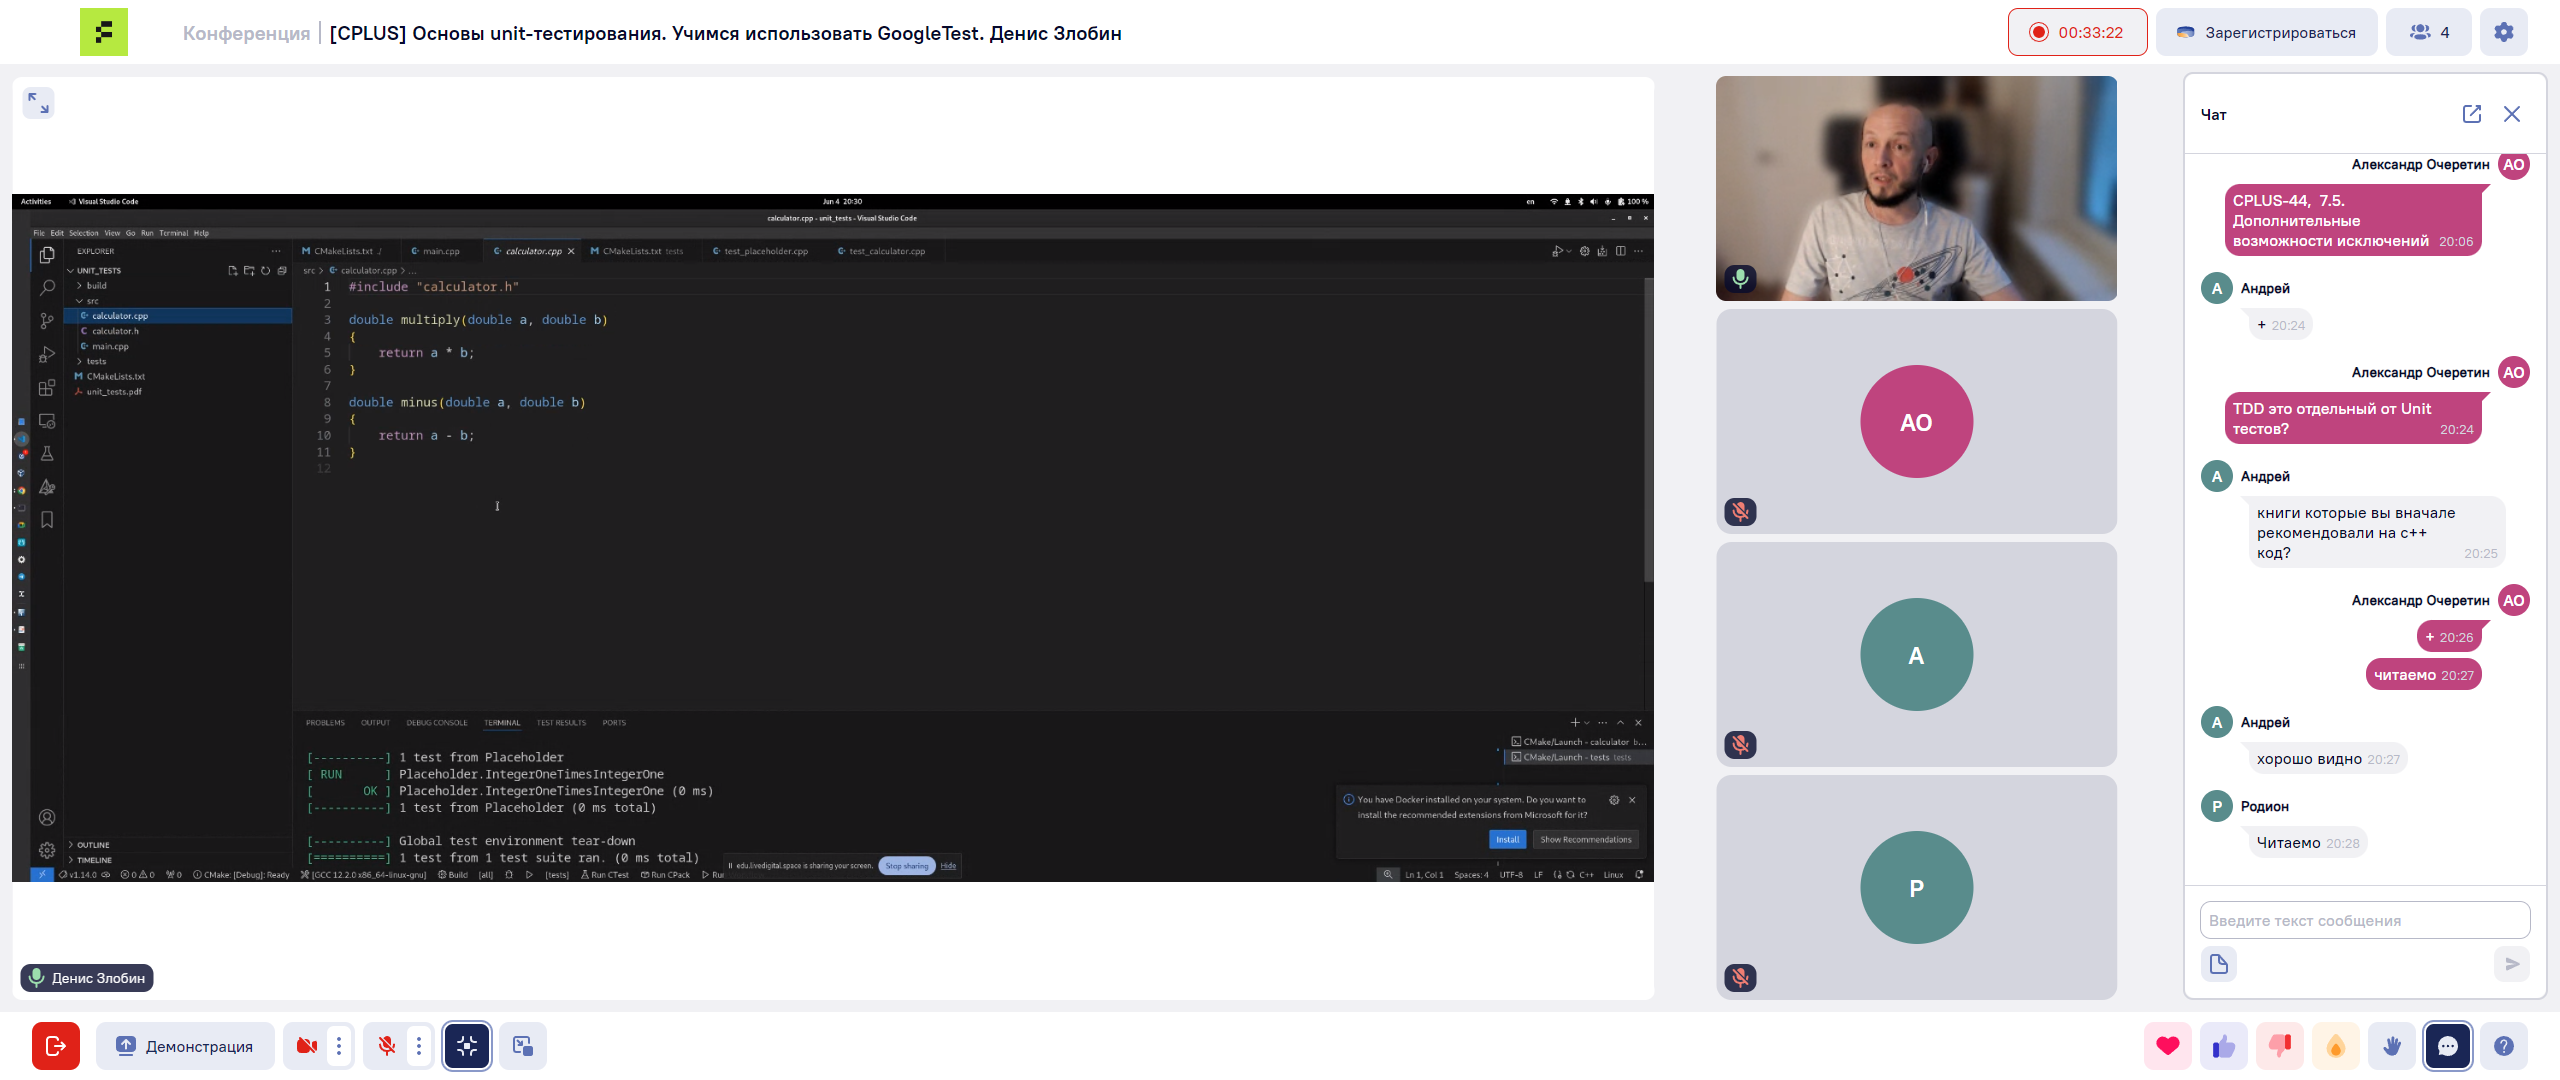 Конференция | [CPLUS] Основы unit-тестирования. Учимся использовать GoogleTest. Денис Злобин
00:33:22
Зарегистрироваться
4
Activities
Visual Studio Code
Jun 4 20:30
en
100 %
calculator.cpp - unit_tests - Visual Studio Code
File Edit Selection View Go Run Terminal Help
EXPLORER
UNIT_TESTS
build
src
calculator.cpp
calculator.h
main.cpp
tests
CMakeLists.txt
unit_tests.pdf
OUTLINE
TIMELINE
CMakeLists.txt ./
main.cpp
calculator.cpp
CMakeLists.txt tests
test_placeholder.cpp
test_calculator.cpp
src > calculator.cpp > ...
1 #include "calculator.h"
2
3 double multiply(double a, double b)
4 {
5 return a * b;
6 }
7
8 double minus(double a, double b)
9 {
10 return a - b;
11 }
12
PROBLEMS OUTPUT DEBUG CONSOLE TERMINAL TEST RESULTS PORTS
[----------] 1 test from Placeholder
[ RUN      ] Placeholder.IntegerOneTimesIntegerOne
[       OK ] Placeholder.IntegerOneTimesIntegerOne (0 ms)
[----------] 1 test from Placeholder (0 ms total)
[----------] Global test environment tear-down
[==========] 1 test from 1 test suite ran. (0 ms total)
CMake/Launch - calculator b...
CMake/Launch - tests tests
You have Docker installed on your system. Do you want to
install the recommended extensions from Microsoft for it?
Install
Show Recommendations
edu.livedigital.space is sharing your screen.
Stop sharing
Hide
v1.14.0 0 0 0 CMake: [Debug]: Ready [GCC 12.2.0 x86_64-linux-gnu] Build [all] [tests] Run CTest Run CPack Run
Ln 1, Col 1 Spaces: 4 UTF-8 LF C++ Linux
Денис Злобин
АО
А
Р
Чат
Александр Очеретин
АО
CPLUS-44, 7.5.
Дополнительные
возможности исключений 20:06
А
Андрей
+ 20:24
Александр Очеретин
АО
TDD это отдельный от Unit
тестов? 20:24
А
Андрей
книги которые вы вначале
рекомендовали на с++
код? 20:25
Александр Очеретин
АО
+ 20:26
читаемо 20:27
А
Андрей
хорошо видно 20:27
Р
Родион
Читаемо 20:28
Введите текст сообщения
Демонстрация